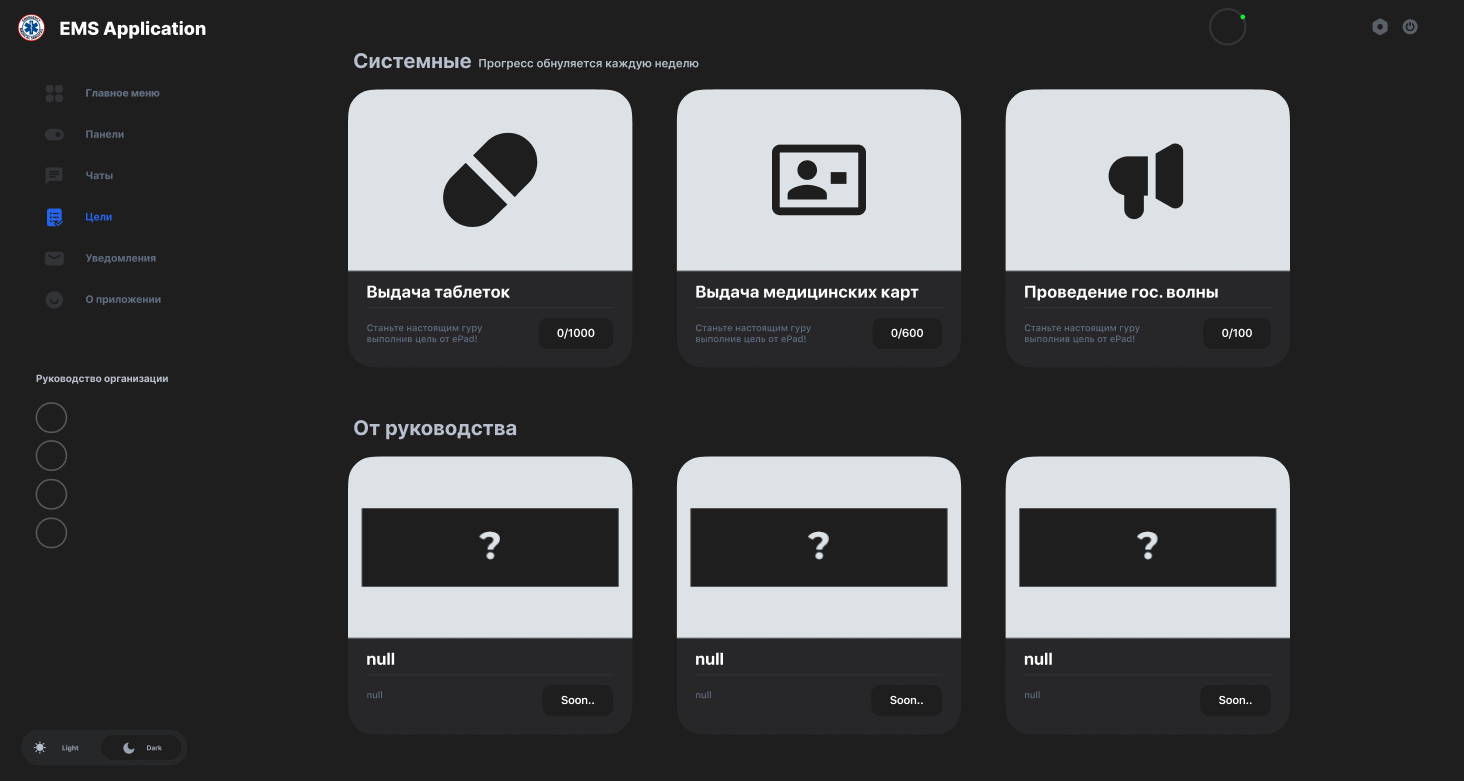 EMS Application
Главное меню
Панели
Чаты
Цели
Уведомления
О приложении
Руководство организации
Light
Dark
Системные Прогресс обнуляется каждую неделю
Выдача таблеток
Станьте настоящим гуру
выполнив цель от ePad!
0/1000
Выдача медицинских карт
Станьте настоящим гуру
выполнив цель от ePad!
0/600
Проведение гос. волны
Станьте настоящим гуру
выполнив цель от ePad!
0/100
От руководства
?
null
null
Soon..
?
null
null
Soon..
?
null
null
Soon..